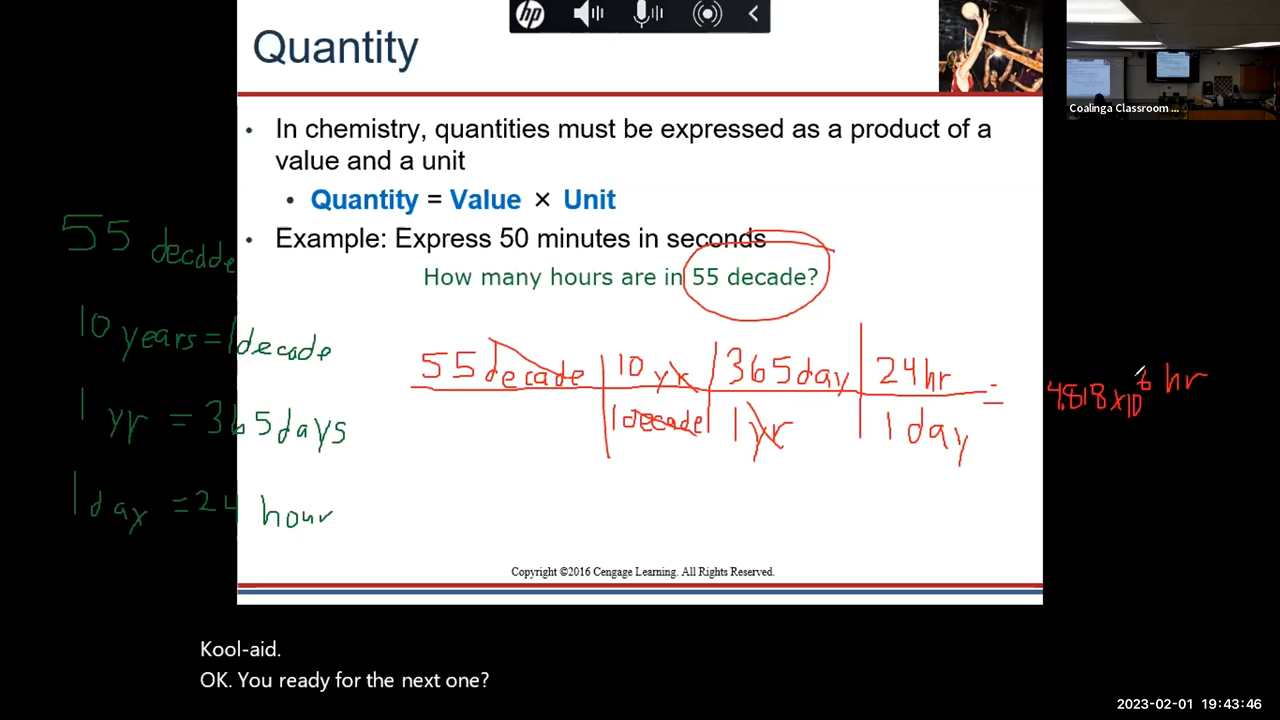 hp
Quantity
Coalinga Classroom ...
• In chemistry, quantities must be expressed as a product of a
value and a unit
• Quantity = Value × Unit
• Example: Express 50 minutes in seconds
How many hours are in 55 decade?
55 decade
10 years = 1 decade
1 yr = 365 days
1 day = 24 hour
55 decade | 10 yr | 365 day | 24 hr = 4.818 x 10^6 hr
1 decade | 1 yr | 1 day
Copyright ©2016 Cengage Learning. All Rights Reserved.
Kool-aid.
OK. You ready for the next one?
2023-02-01 19:43:46